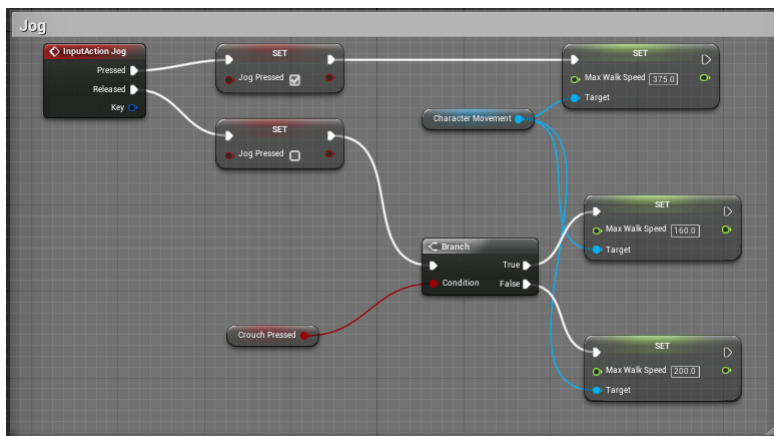 Jog
InputAction Jog
Pressed
Released
Key
SET
Jog Pressed
SET
Jog Pressed
SET
Max Walk Speed 375.0
Target
Character Movement
SET
Max Walk Speed 160.0
Target
Branch
True
Condition False
Crouch Pressed
SET
Max Walk Speed 200.0
Target